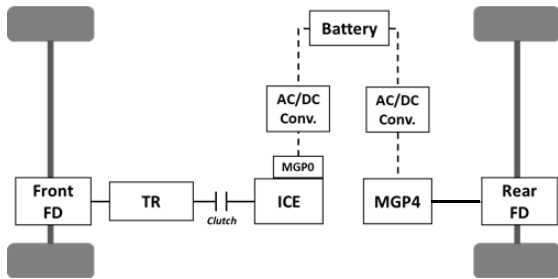 Battery
AC/DC
Conv.
AC/DC
Conv.
MGP0
Front
FD
TR
Clutch
ICE
MGP4
Rear
FD